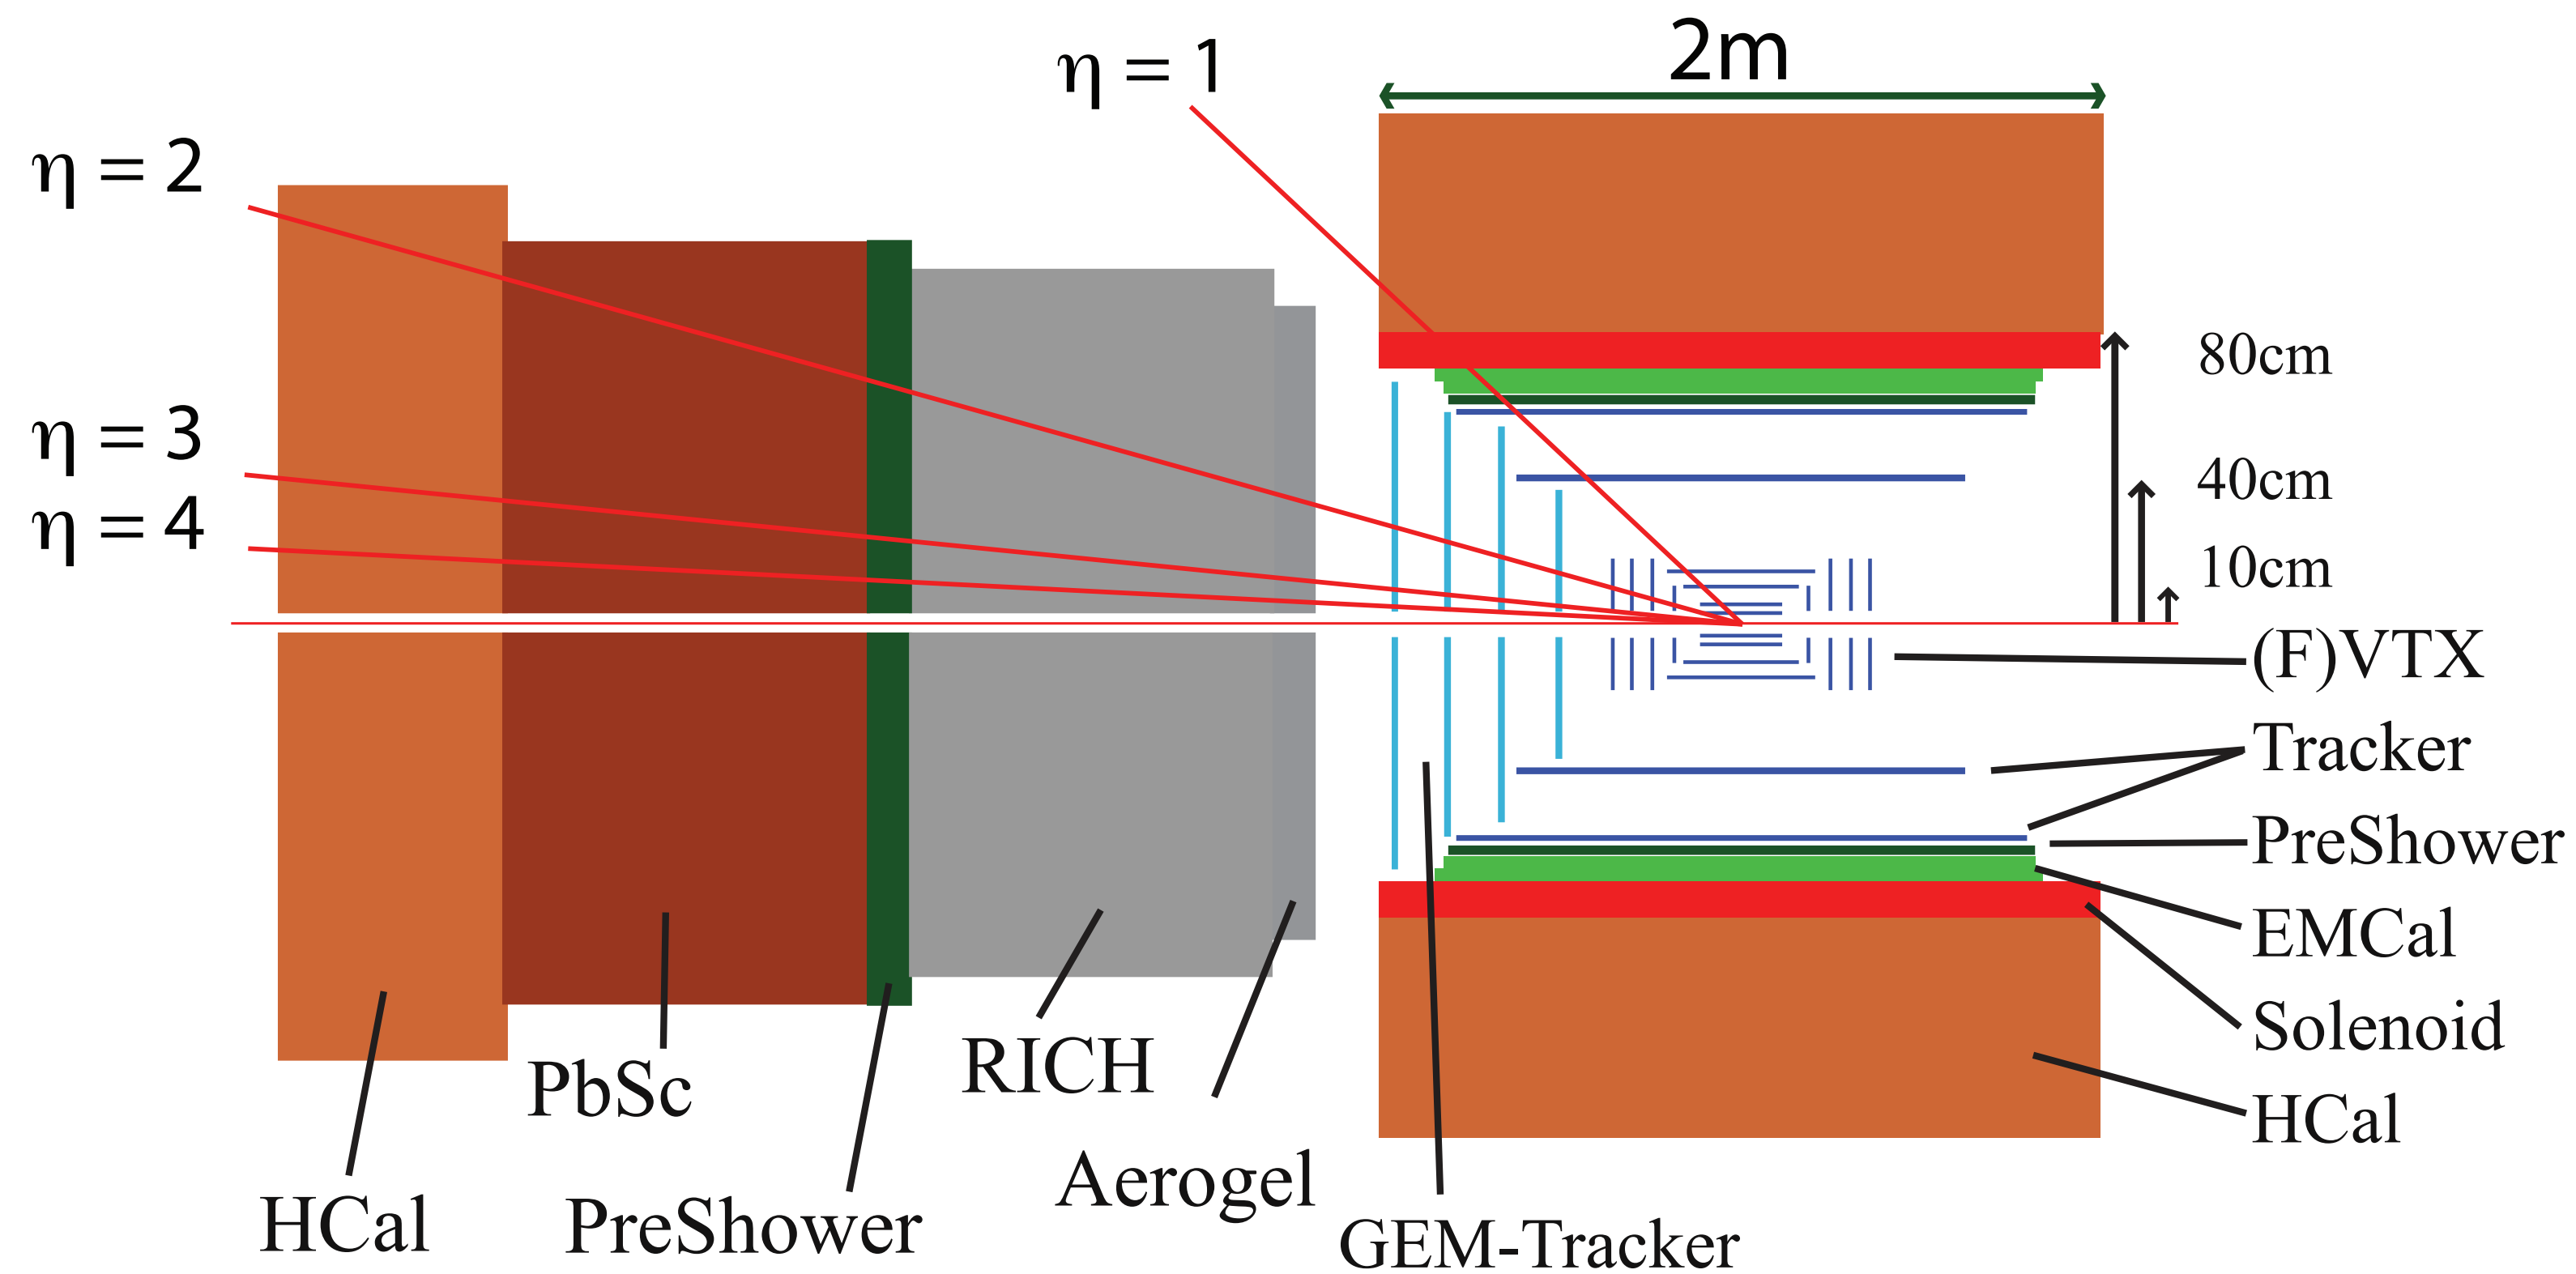 2m
η = 1
η = 2
80cm
η = 3
40cm
η = 4
10cm
(F)VTX
Tracker
PreShower
EMCal
Solenoid
HCal
PbSc
RICH
Aerogel
HCal
PreShower
GEM-Tracker